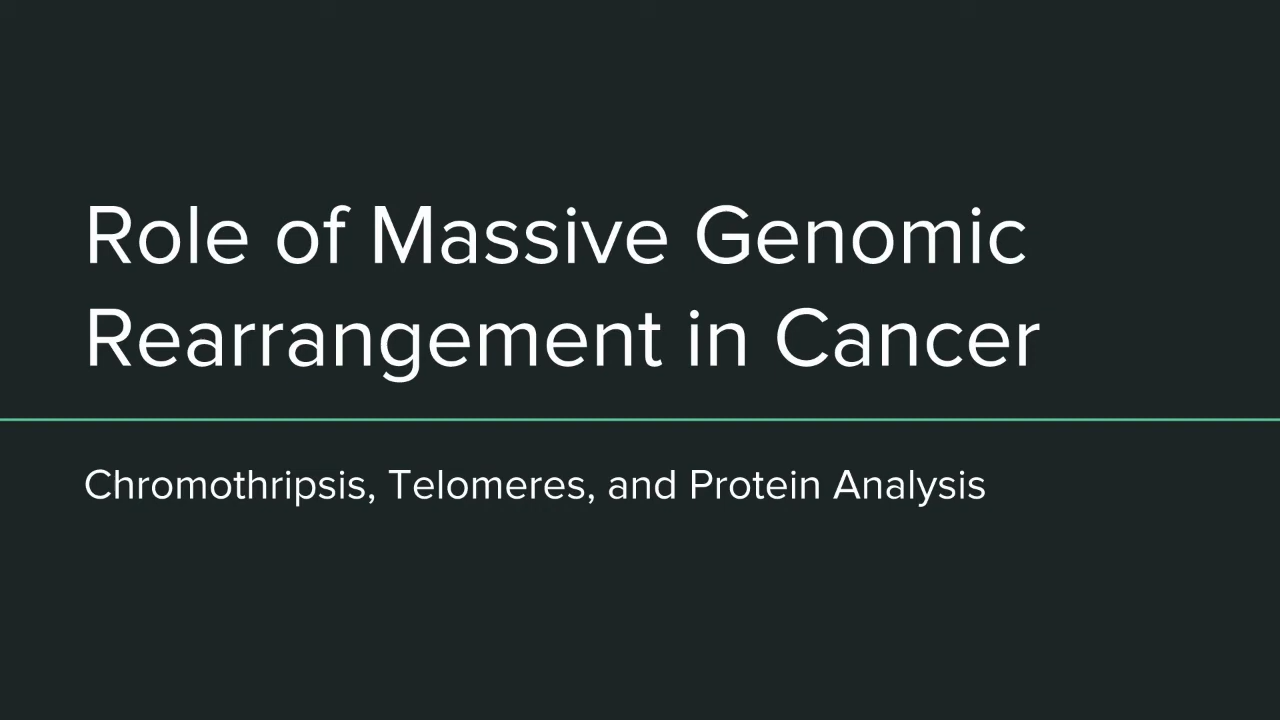 Role of Massive Genomic
Rearrangement in Cancer
Chromothripsis, Telomeres, and Protein Analysis